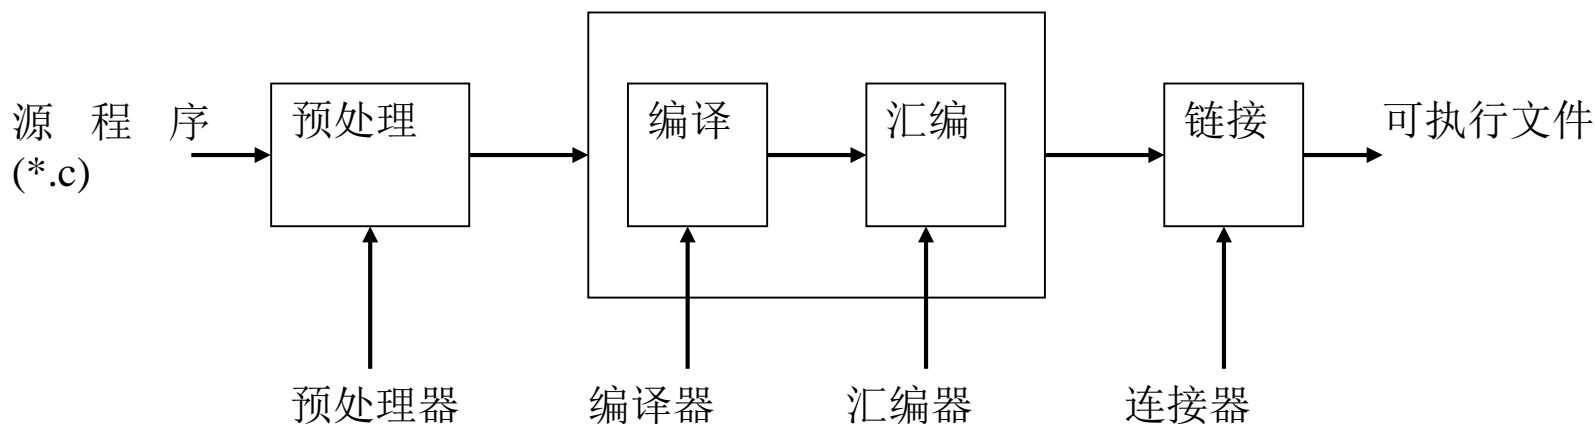 源 程 序
(*.c)
预处理
编译
汇编
链接
可执行文件
预处理器
编译器
汇编器
连接器